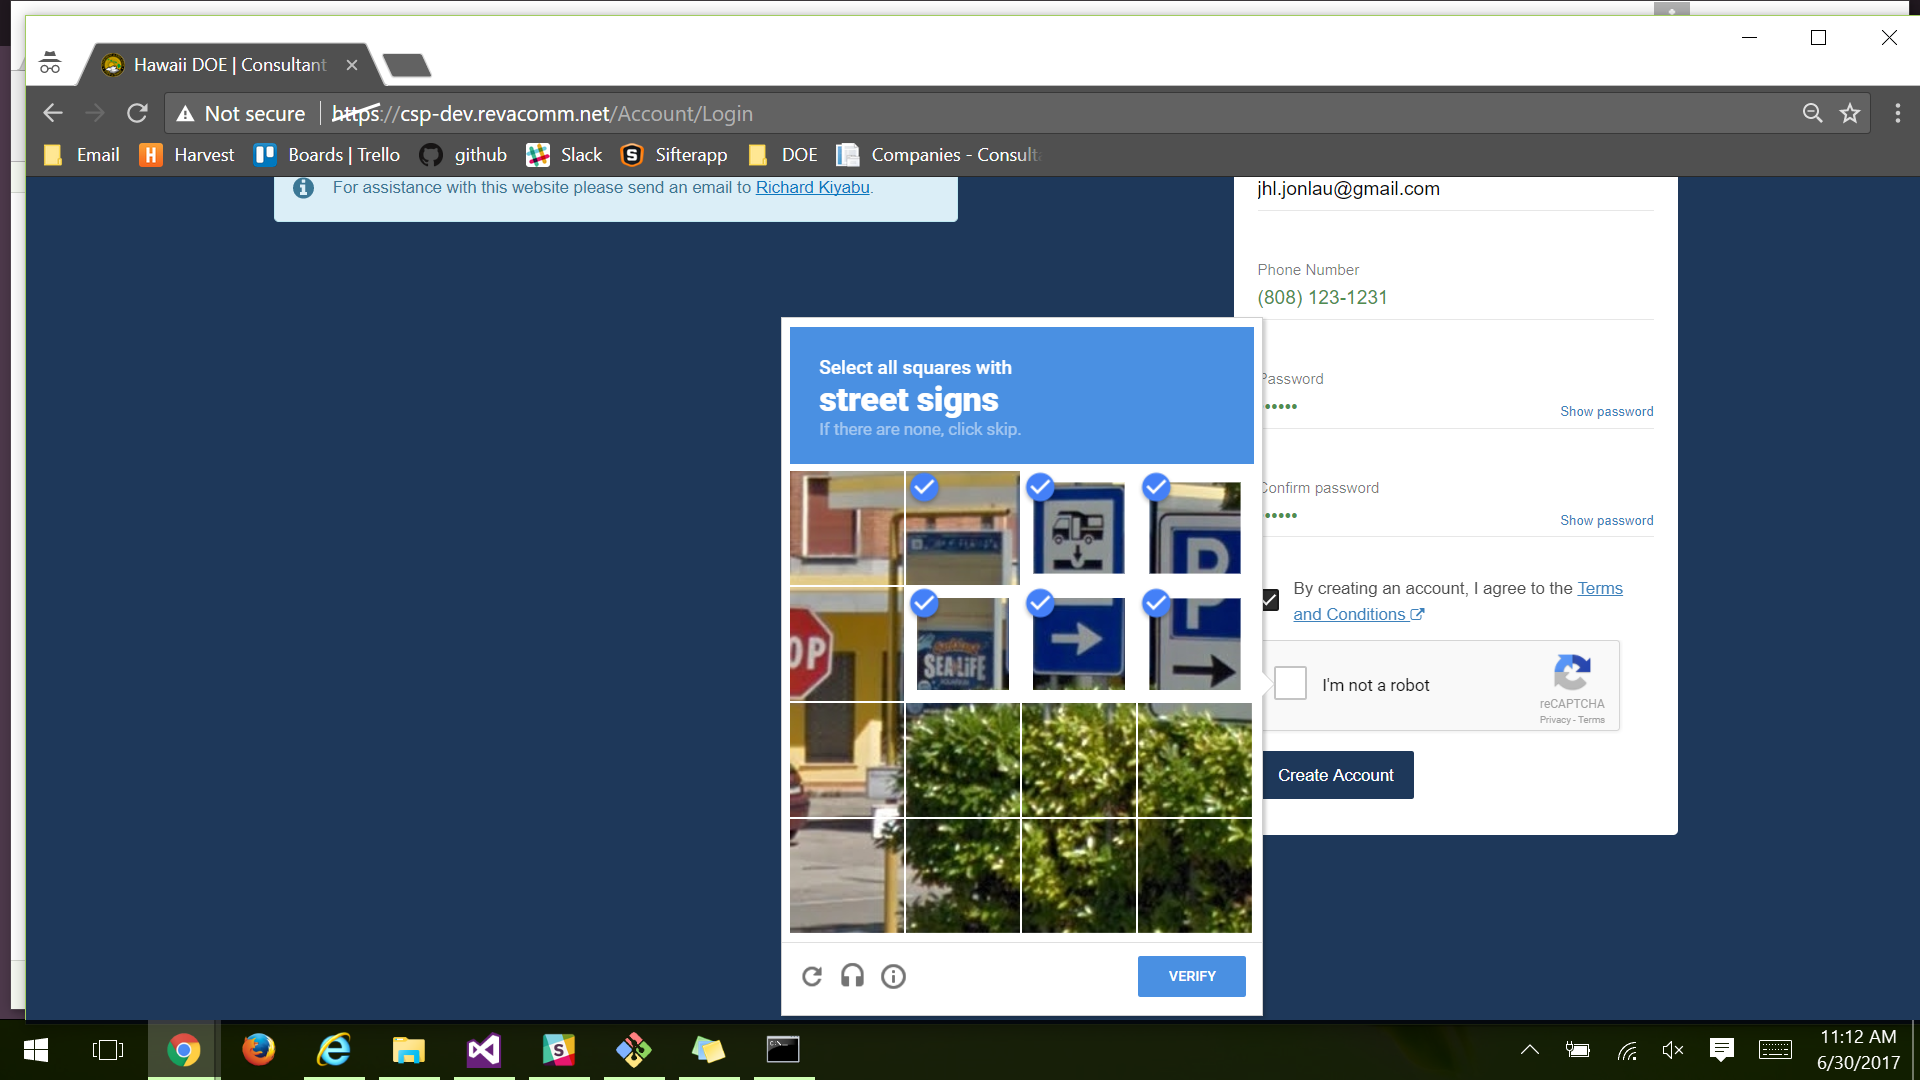 Hawaii DOE | Consultant
Not secure
https://csp-dev.revacomm.net/Account/Login
Email
Harvest
Boards | Trello
github
Slack
Sifterapp
DOE
Companies - Consult
For assistance with this website please send an email to Richard Kiyabu.
jhl.jonlau@gmail.com
Phone Number
(808) 123-1231
Password
Show password
Confirm password
Show password
By creating an account, I agree to the Terms
and Conditions
I'm not a robot
reCAPTCHA
Privacy - Terms
Create Account
Select all squares with
street signs
If there are none, click skip.
P
OP
SEA LIFE
P
VERIFY
11:12 AM
6/30/2017